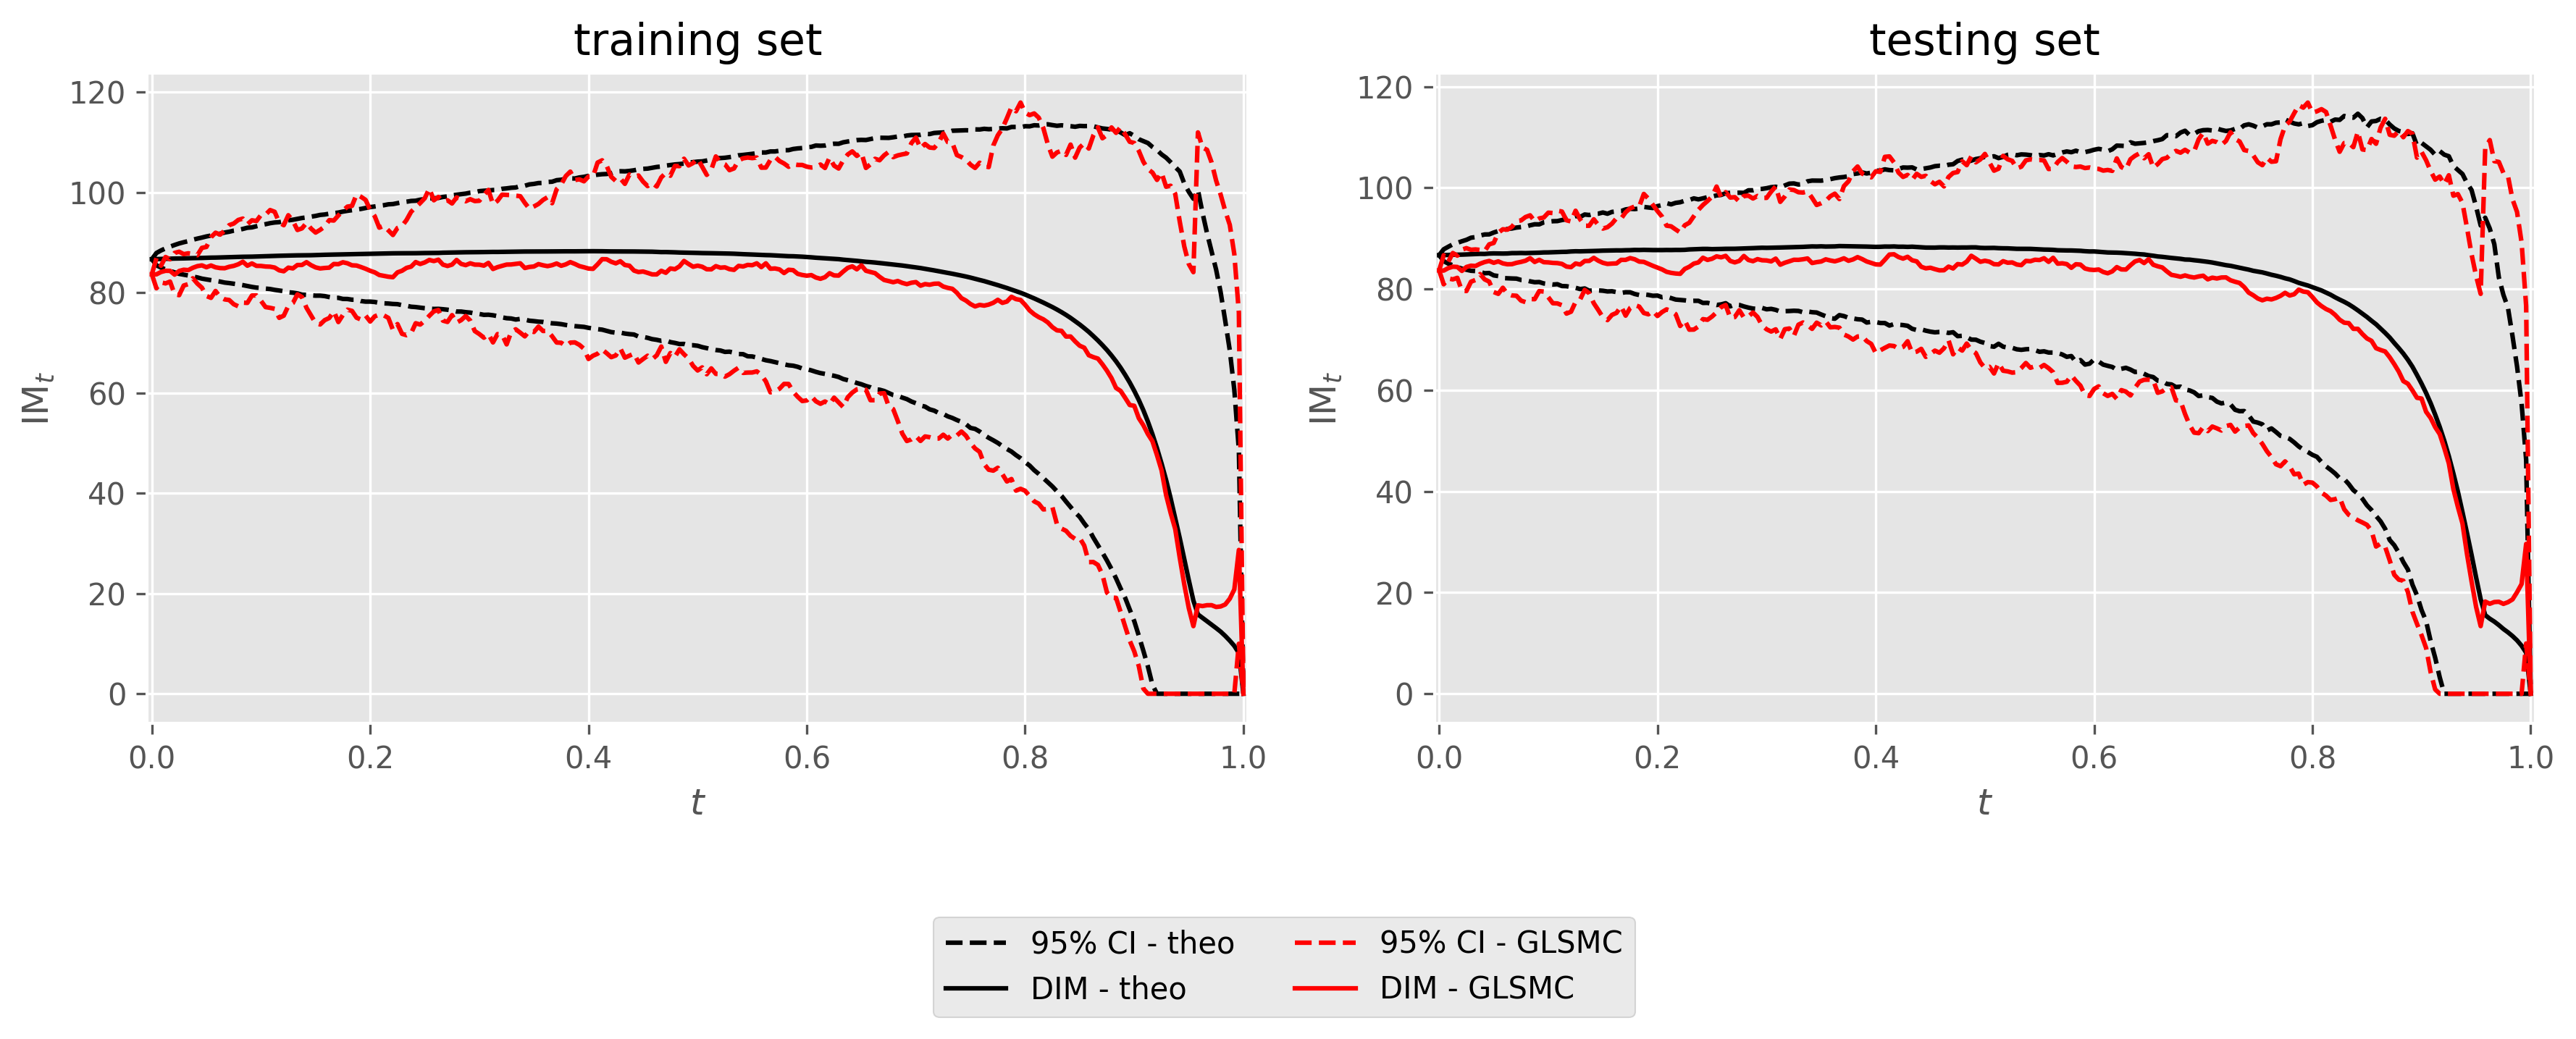 training set
120
100
80
60
40
20
0
IM_t
0.0 0.2 0.4 0.6 0.8 1.0
t
testing set
120
100
80
60
40
20
0
IM_t
0.0 0.2 0.4 0.6 0.8 1.0
t
95% CI - theo
DIM - theo
95% CI - GLSMC
DIM - GLSMC